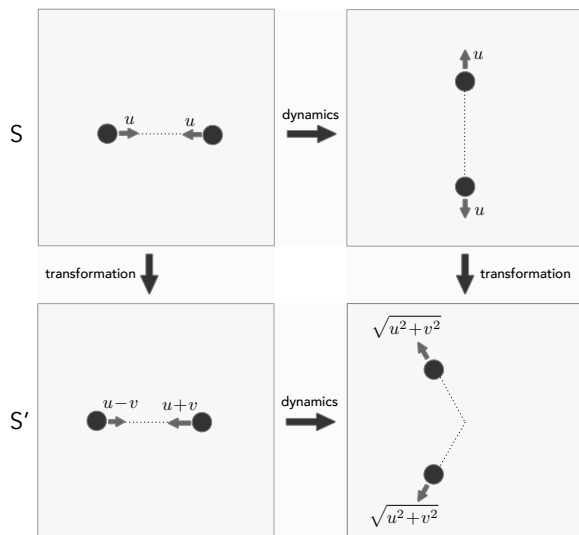 u u
u
S
dynamics
u
transformation
transformation
√u²+v²
u−v u+v
S′
dynamics
√u²+v²